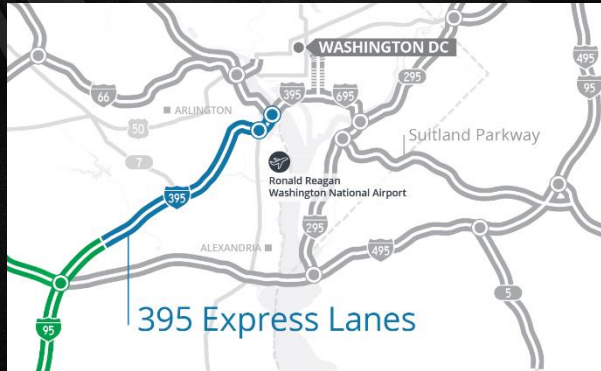 WASHINGTON DC
495
95
295
395
695
66
ARLINGTON
50
Suitland Parkway
7
Ronald Reagan
Washington National Airport
395
295
ALEXANDRIA
495
5
395 Express Lanes
95